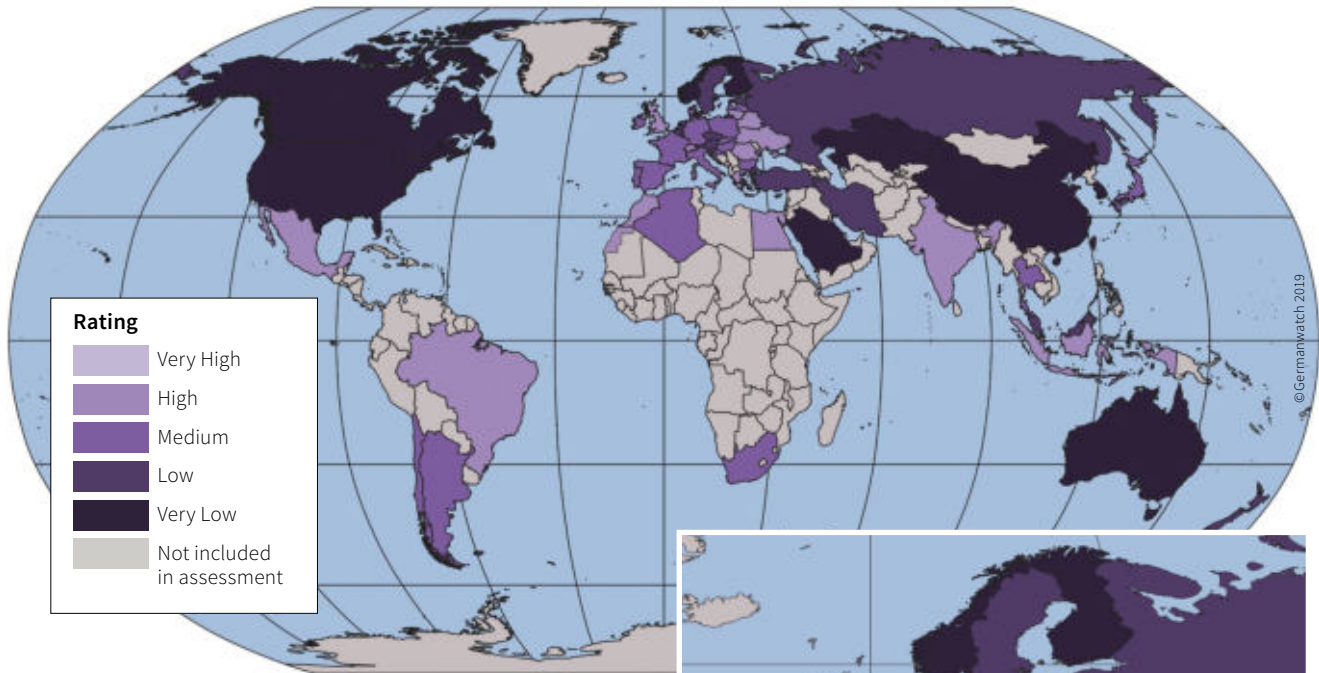 Rating
Very High
High
Medium
Low
Very Low
Not included
in assessment
©Germanwatch 2019